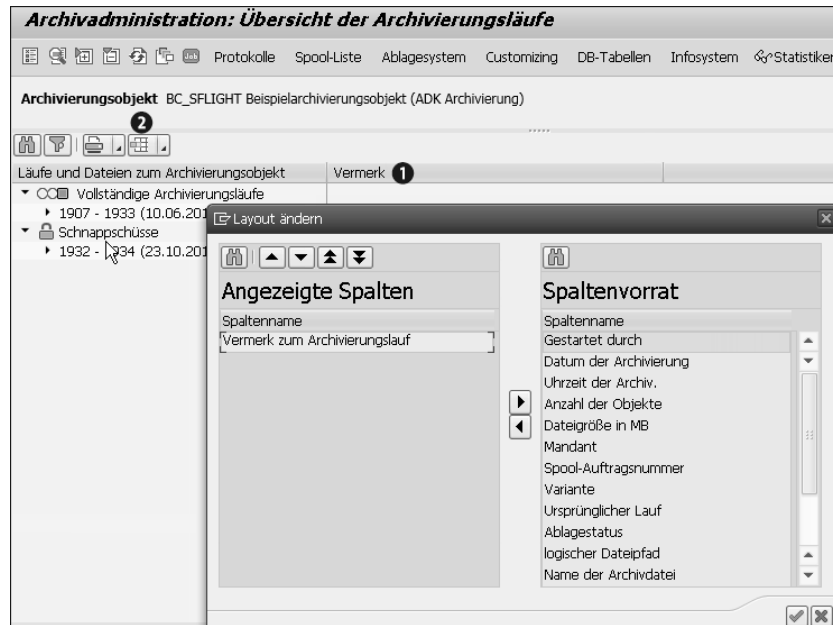 Archivadministration: Übersicht der Archivierungsläufe
Protokolle Spool-Liste Ablagesystem Customizing DB-Tabellen Infosystem Statistiken
Archivierungsobjekt BC_SFLIGHT Beispielarchivierungsobjekt (ADK Archivierung)
2
Läufe und Dateien zum Archivierungsobjekt Vermerk 1
Vollständige Archivierungsläufe
1907 - 1933 (10.06.201
Schnappschüsse
1932 - 1934 (23.10.201
Layout ändern
Angezeigte Spalten
Spaltenname
Vermerk zum Archivierungslauf
Spaltenvorrat
Spaltenname
Gestartet durch
Datum der Archivierung
Uhrzeit der Archiv.
Anzahl der Objekte
Dateigröße in MB
Mandant
Spool-Auftragsnummer
Variante
Ursprünglicher Lauf
Ablagestatus
logischer Dateipfad
Name der Archivdatei